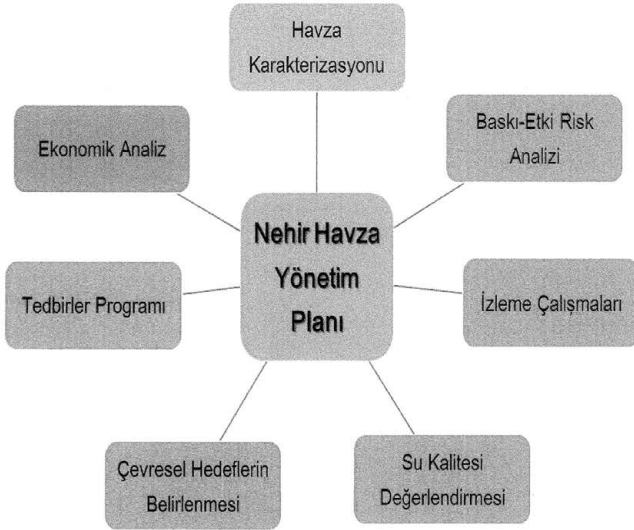 Havza
Karakterizasyonu
Ekonomik Analiz
Baskı-Etki Risk
Analizi
Nehir Havza
Yönetim
Planı
Tedbirler Programı
İzleme Çalışmaları
Çevresel Hedeflerin
Belirlenmesi
Su Kalitesi
Değerlendirmesi